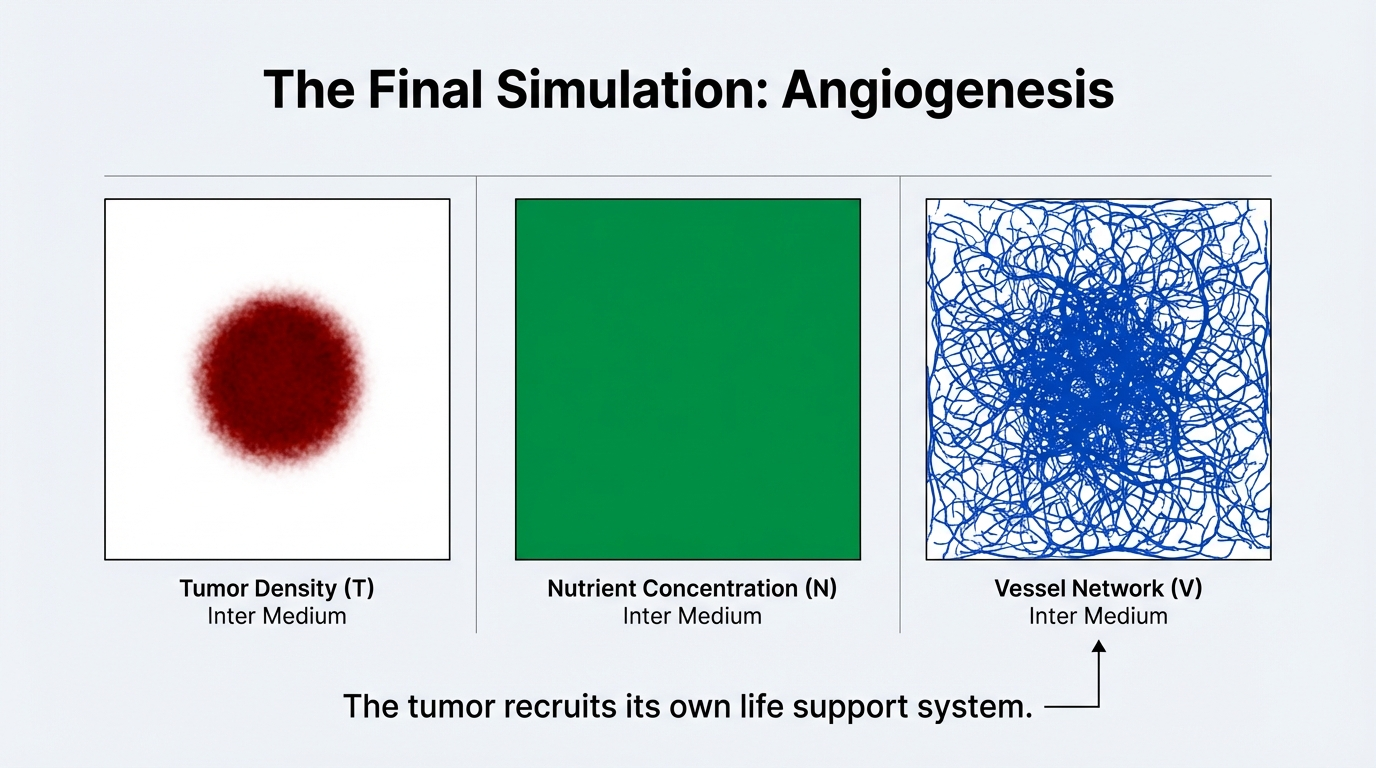 The Final Simulation: Angiogenesis
Tumor Density (T)
Inter Medium
Nutrient Concentration (N)
Inter Medium
Vessel Network (V)
Inter Medium
The tumor recruits its own life support system.